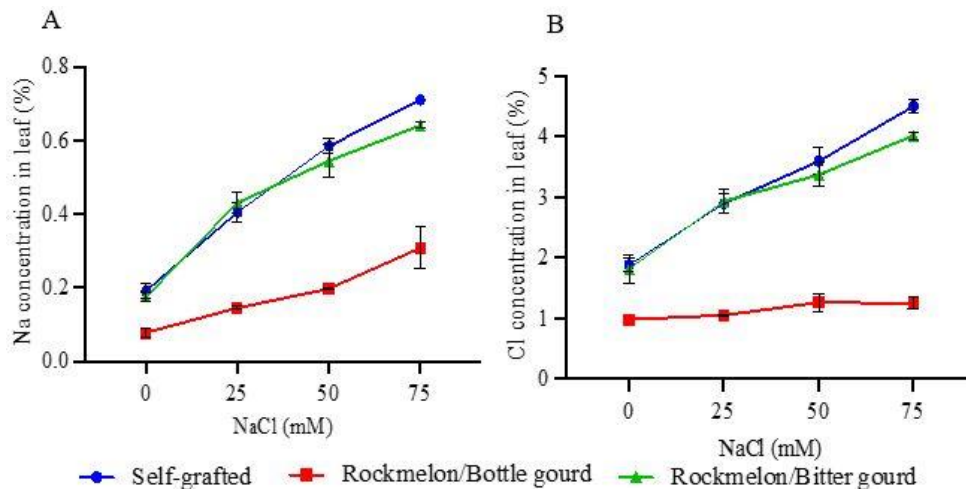 A
Na concentration in leaf (%)
0.8
0.6
0.4
0.2
0.0
0 25 50 75
NaCl (mM)
B
Cl concentration in leaf (%)
5
4
3
2
1
0
0 25 50 75
NaCl (mM)
Self-grafted Rockmelon/Bottle gourd Rockmelon/Bitter gourd